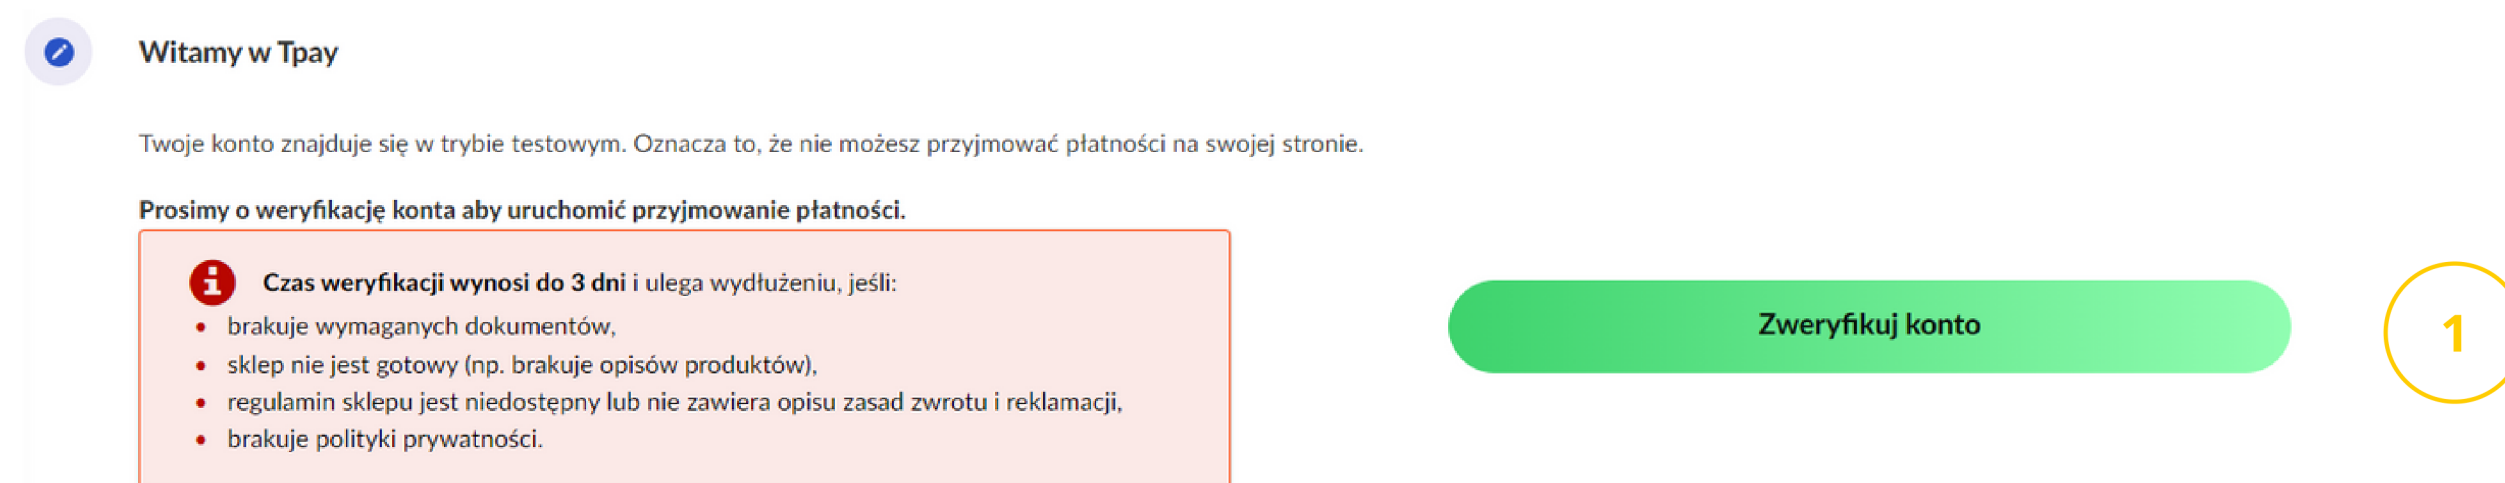 Witamy w Tpay
Twoje konto znajduje się w trybie testowym. Oznacza to, że nie możesz przyjmować płatności na swojej stronie.
Prosimy o weryfikację konta aby uruchomić przyjmowanie płatności.
Czas weryfikacji wynosi do 3 dni i ulega wydłużeniu, jeśli:
brakuje wymaganych dokumentów,
sklep nie jest gotowy (np. brakuje opisów produktów),
regulamin sklepu jest niedostępny lub nie zawiera opisu zasad zwrotu i reklamacji,
brakuje polityki prywatności.
Zweryfikuj konto
1